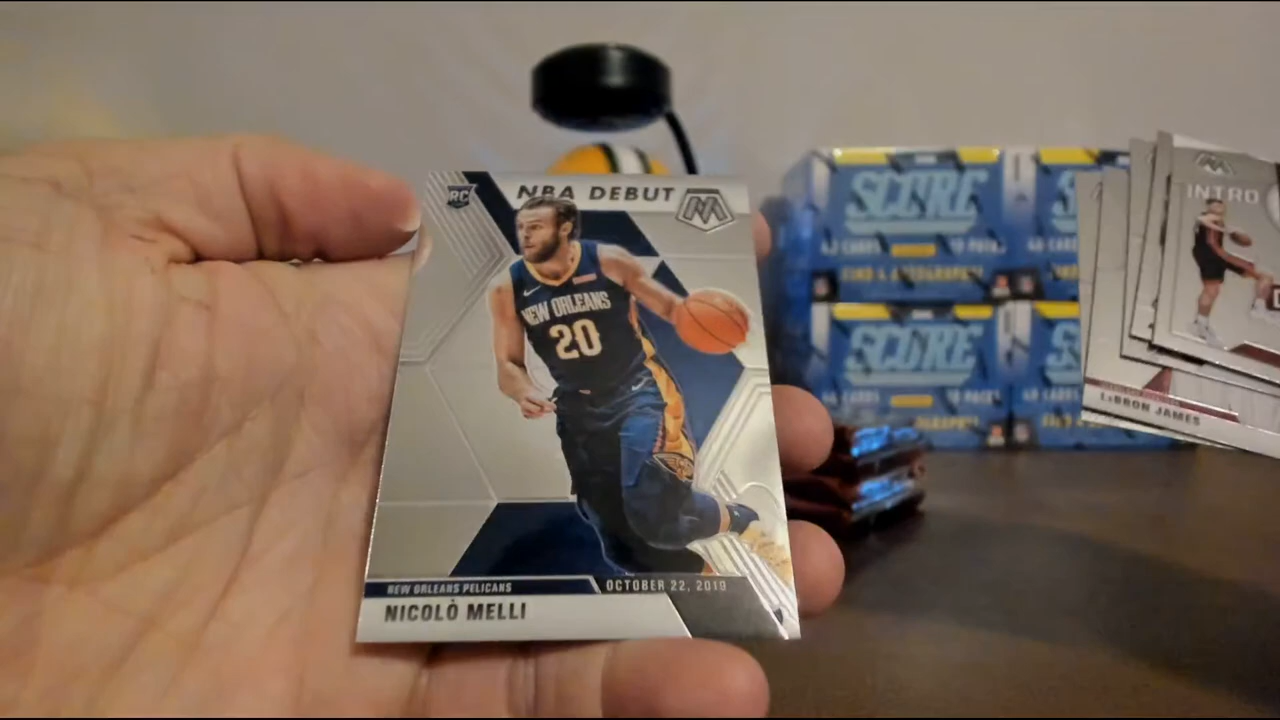 RC
NBA DEBUT
NEW ORLEANS
20
NEW ORLEANS PELICANS
OCTOBER 22, 2019
NICOLÒ MELLI
SCORE
SCORE
INTRO
LEBRON JAMES